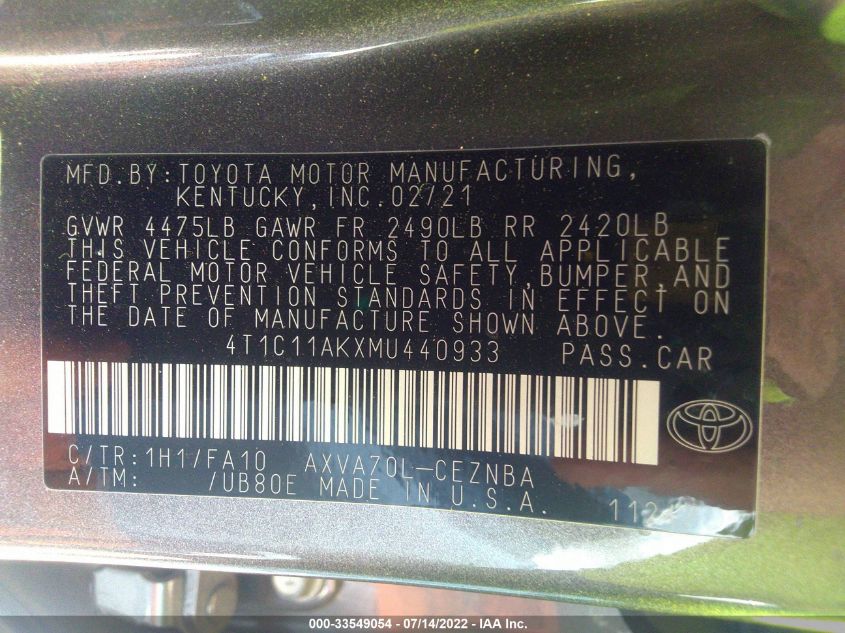 MFD.BY:TOYOTA MOTOR MANUFACTURING,
KENTUCKY,INC.02/21
GVWR 4475LB GAWR FR 2490LB RR 2420LB
THIS VEHICLE CONFORMS TO ALL APPLICABLE
FEDERAL MOTOR VEHICLE SAFETY,BUMPER,AND
THEFT PREVENTION STANDARDS IN EFFECT ON
THE DATE OF MANUFACTURE SHOWN ABOVE.
4T1C11AKXMU440933 PASS.CAR
C/TR:1H1/FA10 AXVA70L-CEZNBA
A/TM: /UB80E MADE IN U.S.A.
000-33549054 - 07/14/2022 - IAA Inc.